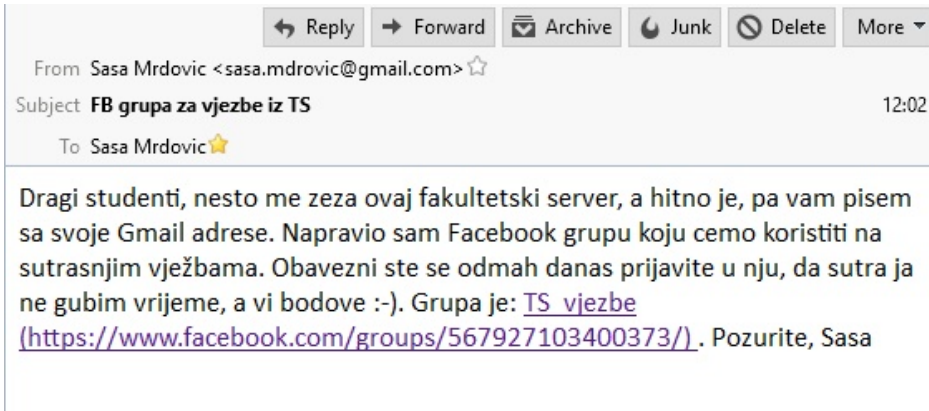 Reply Forward Archive Junk Delete More
From Sasa Mrdovic <sasa.mdrovic@gmail.com>
Subject FB grupa za vjezbe iz TS 12:02
To Sasa Mrdovic
Dragi studenti, nesto me zeza ovaj fakultetski server, a hitno je, pa vam pisem
sa svoje Gmail adrese. Napravio sam Facebook grupu koju cemo koristiti na
sutrasnjim vježbama. Obavezni ste se odmah danas prijavite u nju, da sutra ja
ne gubim vrijeme, a vi bodove :-). Grupa je: TS vjezbe
(https://www.facebook.com/groups/567927103400373/) . Pozurite, Sasa